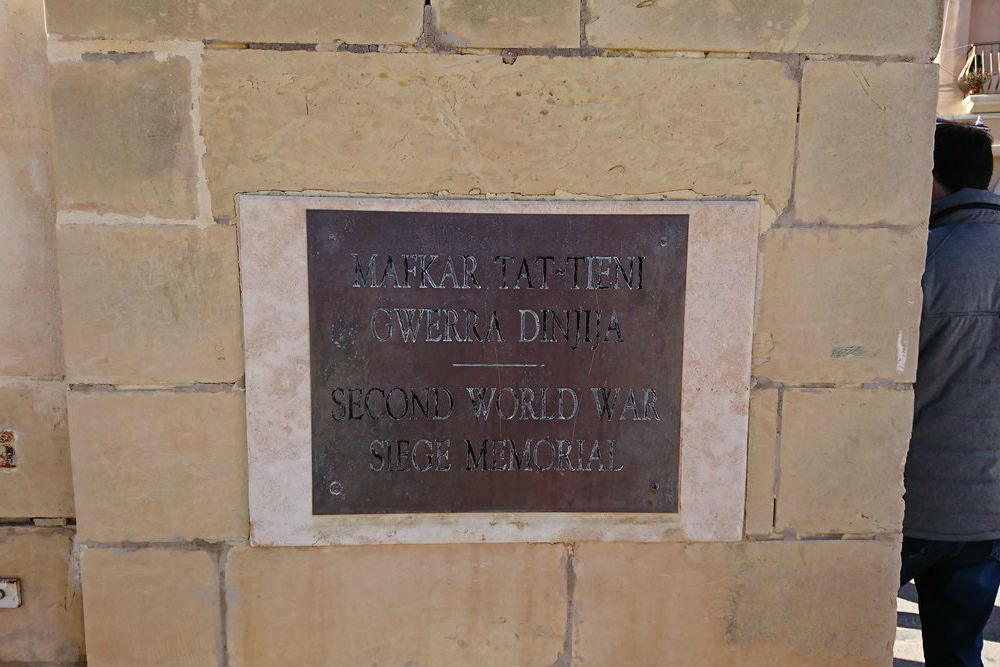 MAFKAR TAT-TIENI
GWERRA DINJIJA
SECOND WORLD WAR
SIEGE MEMORIAL